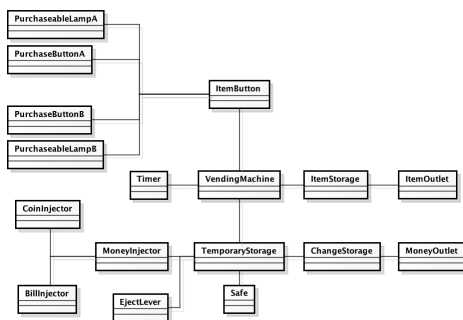 PurchaseableLampA
PurchaseButtonA
ItemButton
PurchaseButtonB
PurchaseableLampB
Timer
VendingMachine
ItemStorage
ItemOutlet
CoinInjector
MoneyInjector
TemporaryStorage
ChangeStorage
MoneyOutlet
BillInjector
EjectLever
Safe